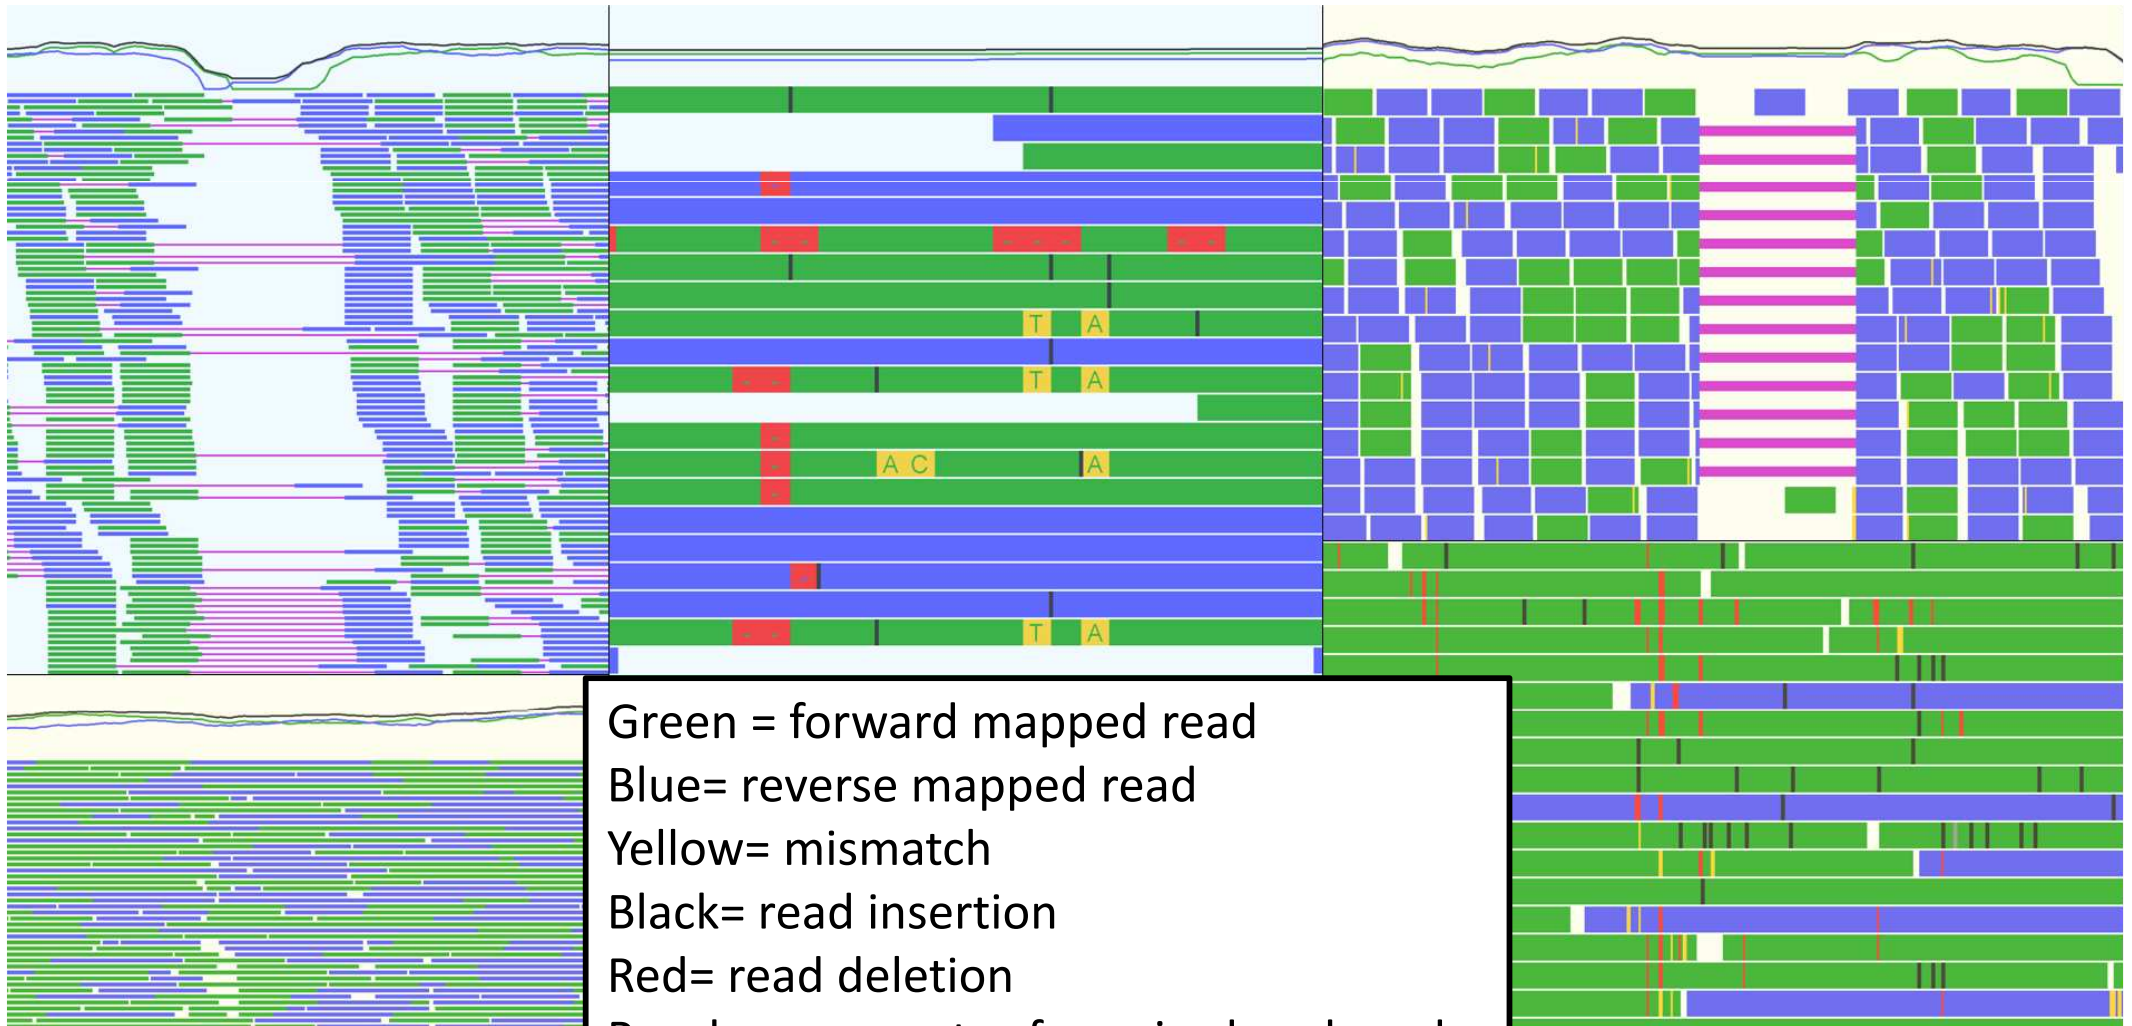 T A
T A
A C A
T A
Green = forward mapped read
Blue= reverse mapped read
Yellow= mismatch
Black= read insertion
Red= read deletion